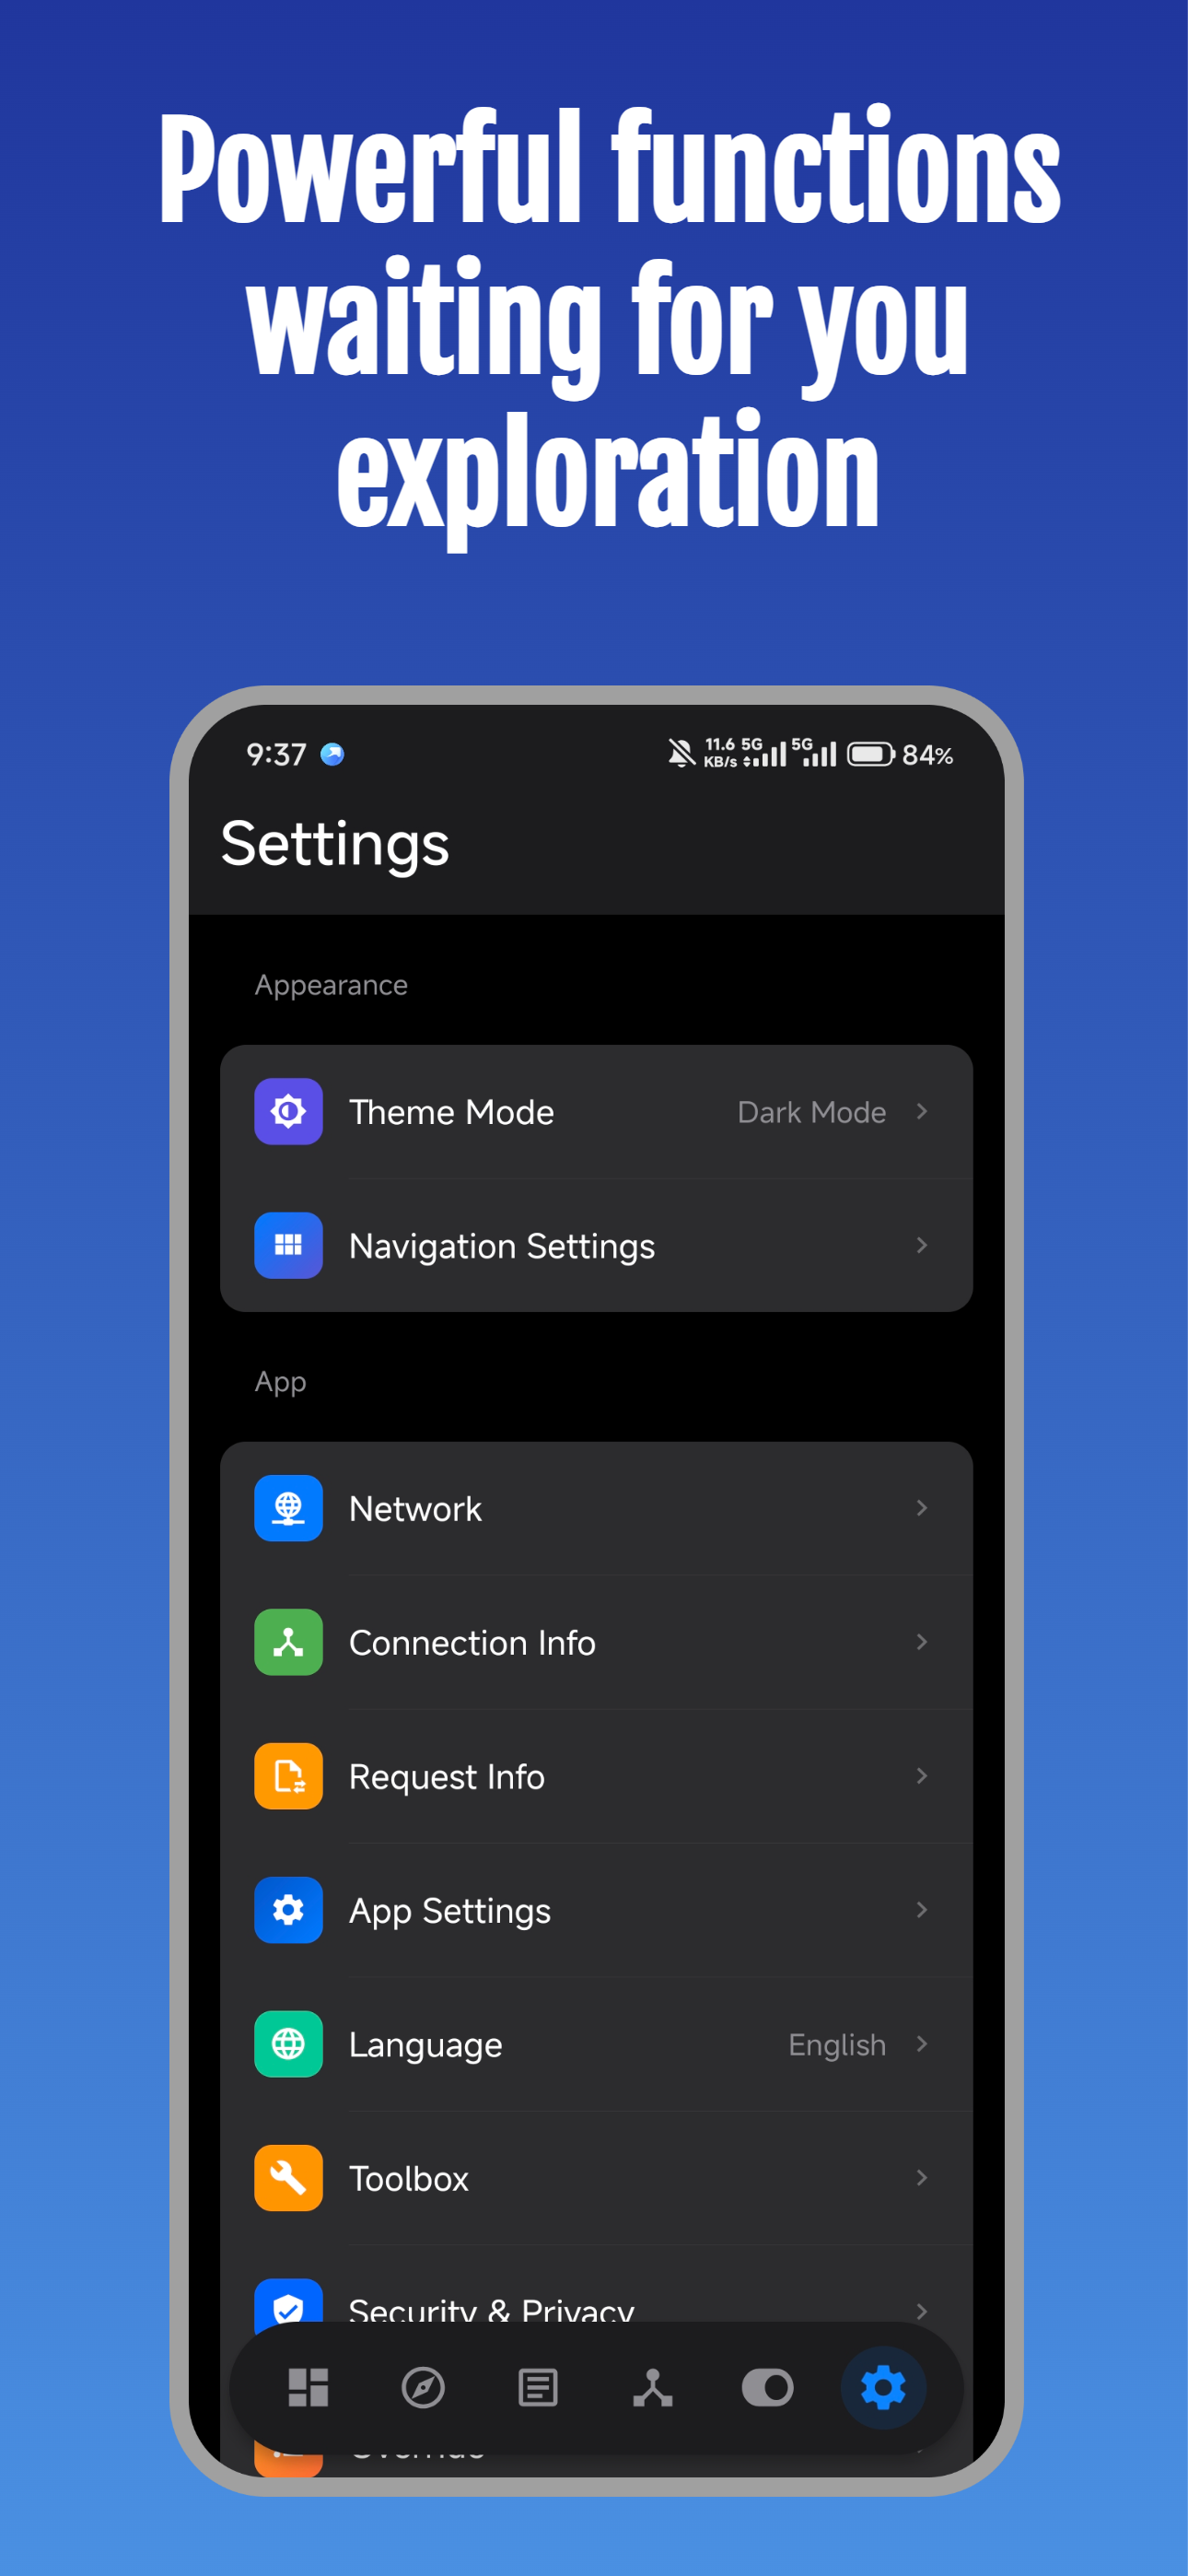 Powerful functions
waiting for you
exploration
9:37 11.6 KB/s 5G 5G 84%
Settings
Appearance
Theme Mode Dark Mode
Navigation Settings
App
Network
Connection Info
Request Info
App Settings
Language English
Toolbox
Security & Privacy